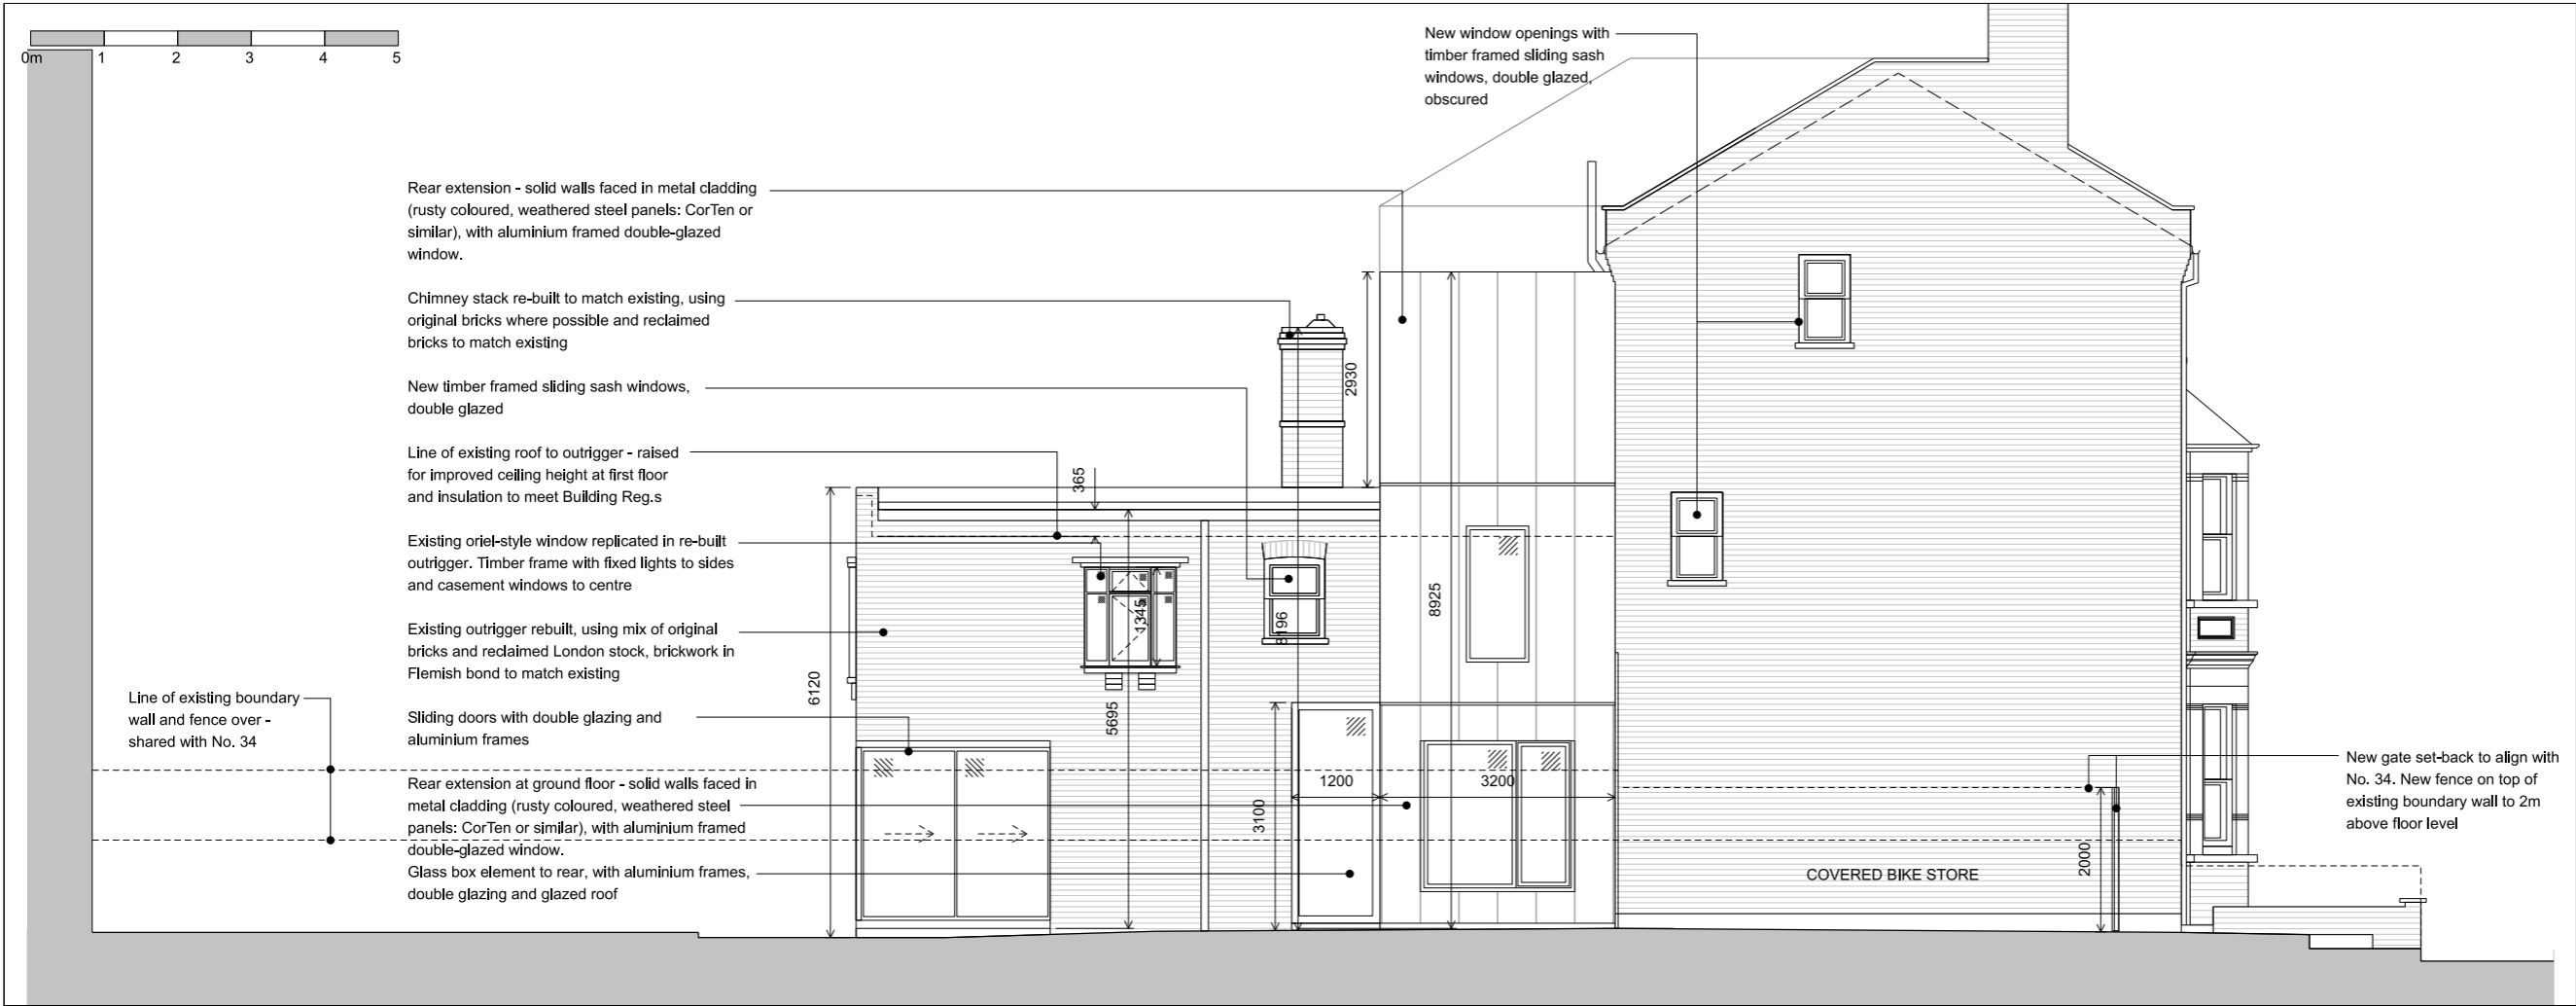 0m 1 2 3 4 5
New window openings with
timber framed sliding sash
windows, double glazed,
obscured
Rear extension - solid walls faced in metal cladding
(rusty coloured, weathered steel panels: CorTen or
similar), with aluminium framed double-glazed
window.
Chimney stack re-built to match existing, using
original bricks where possible and reclaimed
bricks to match existing
New timber framed sliding sash windows,
double glazed
Line of existing roof to outrigger - raised
for improved ceiling height at first floor
and insulation to meet Building Reg.s
Existing oriel-style window replicated in re-built
outrigger. Timber frame with fixed lights to sides
and casement windows to centre
Existing outrigger rebuilt, using mix of original
bricks and reclaimed London stock, brickwork in
Flemish bond to match existing
Line of existing boundary
wall and fence over -
shared with No. 34
Sliding doors with double glazing and
aluminium frames
Rear extension at ground floor - solid walls faced in
metal cladding (rusty coloured, weathered steel
panels: CorTen or similar), with aluminium framed
double-glazed window.
Glass box element to rear, with aluminium frames,
double glazing and glazed roof
6120
365
5695
1345
8196
2930
8925
3100
1200
3200
COVERED BIKE STORE
2000
New gate set-back to align with
No. 34. New fence on top of
existing boundary wall to 2m
above floor level